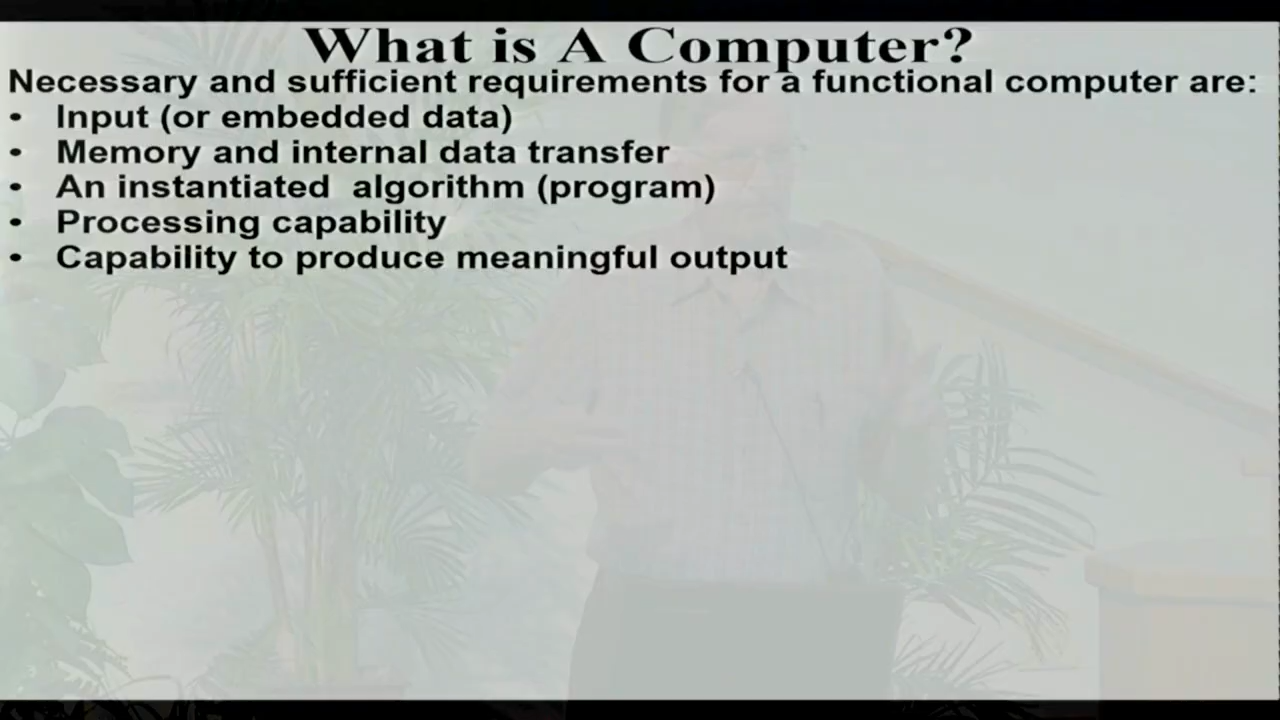 What is A Computer?
Necessary and sufficient requirements for a functional computer are:
• Input (or embedded data)
• Memory and internal data transfer
• An instantiated  algorithm (program)
• Processing capability
• Capability to produce meaningful output